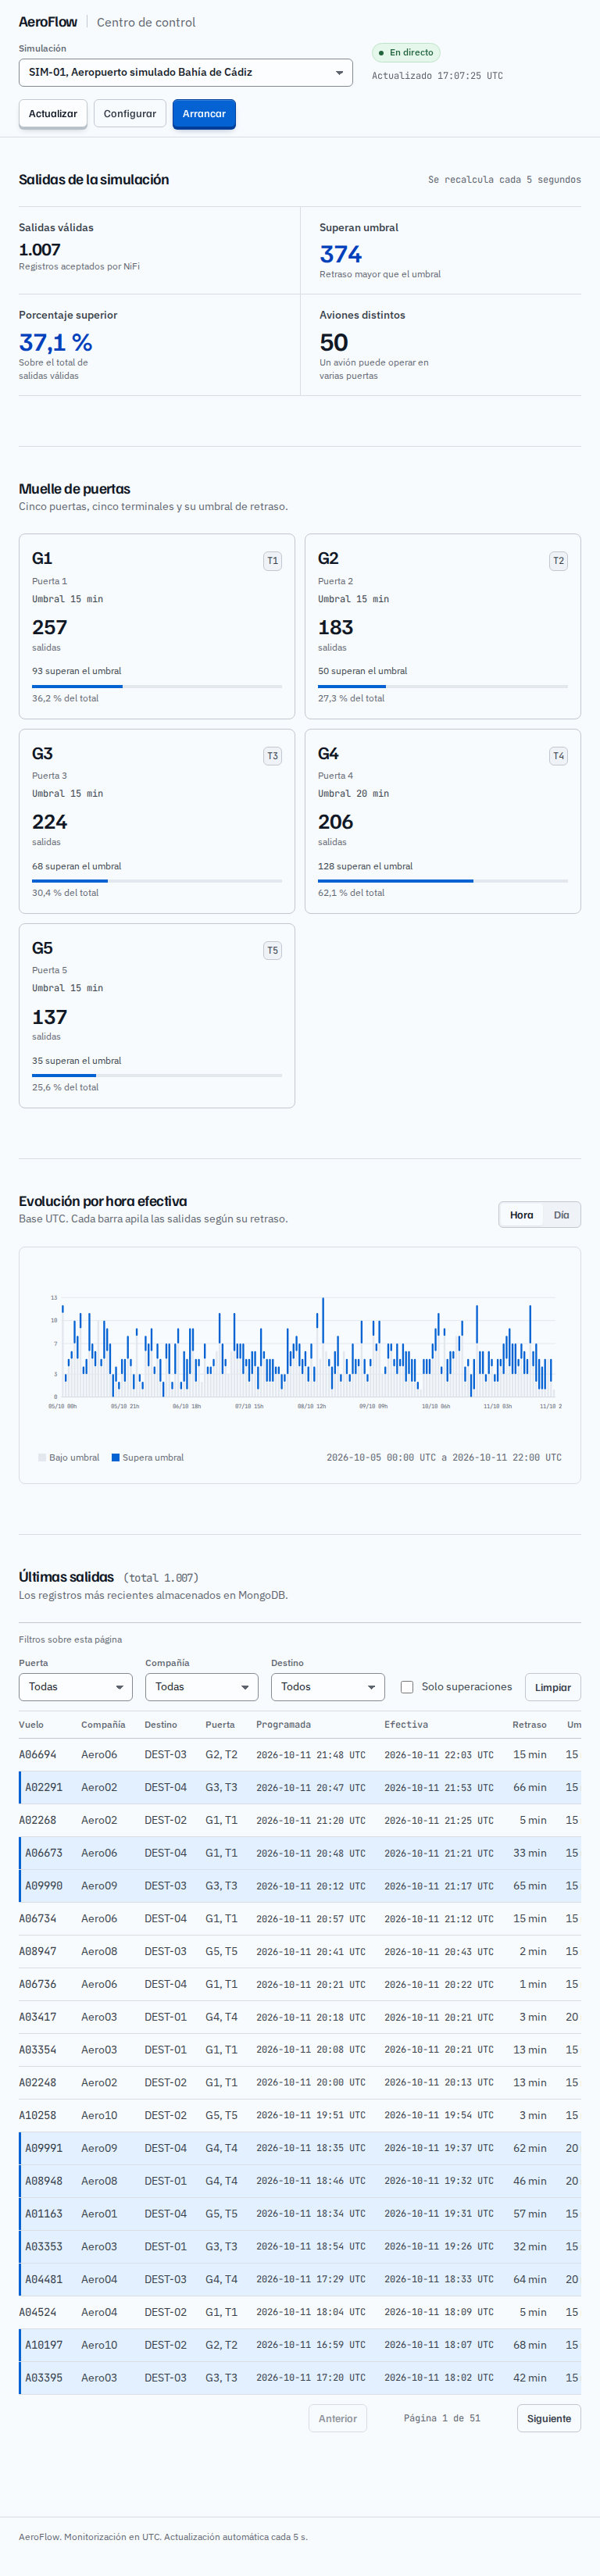 AeroFlow | Centro de control
Simulación
SIM-01, Aeropuerto simulado Bahía de Cádiz
En directo
Actualizado 17:07:25 UTC
Actualizar Configurar Arrancar
Salidas de la simulación
Se recalcula cada 5 segundos
Salidas válidas
1.007
Registros aceptados por NiFi
Superan umbral
374
Retraso mayor que el umbral
Porcentaje superior
37,1 %
Sobre el total de
salidas válidas
Aviones distintos
50
Un avión puede operar en
varias puertas
Muelle de puertas
Cinco puertas, cinco terminales y su umbral de retraso.
G1 T1
Puerta 1
Umbral 15 min
257
salidas
93 superan el umbral
36,2 % del total
G2 T2
Puerta 2
Umbral 15 min
183
salidas
50 superan el umbral
27,3 % del total
G3 T3
Puerta 3
Umbral 15 min
224
salidas
68 superan el umbral
30,4 % del total
G4 T4
Puerta 4
Umbral 20 min
206
salidas
128 superan el umbral
62,1 % del total
G5 T5
Puerta 5
Umbral 15 min
137
salidas
35 superan el umbral
25,6 % del total
Evolución por hora efectiva
Base UTC. Cada barra apila las salidas según su retraso.
Hora Día
13
10
7
3
0
05/10 00h 05/10 21h 06/10 18h 07/10 15h 08/10 12h 09/10 09h 10/10 06h 11/10 03h 11/10 2
Bajo umbral Supera umbral
2026-10-05 00:00 UTC a 2026-10-11 22:00 UTC
Últimas salidas (total 1.007)
Los registros más recientes almacenados en MongoDB.
Filtros sobre esta página
Puerta Compañía Destino
Todas Todas Todos Solo superaciones Limpiar
Vuelo Compañía Destino Puerta Programada Efectiva Retraso Um
A06694 Aero06 DEST-03 G2, T2 2026-10-11 21:48 UTC 2026-10-11 22:03 UTC 15 min 15
A02291 Aero02 DEST-04 G3, T3 2026-10-11 20:47 UTC 2026-10-11 21:53 UTC 66 min 15
A02268 Aero02 DEST-02 G1, T1 2026-10-11 21:20 UTC 2026-10-11 21:25 UTC 5 min 15
A06673 Aero06 DEST-04 G1, T1 2026-10-11 20:48 UTC 2026-10-11 21:21 UTC 33 min 15
A09990 Aero09 DEST-03 G3, T3 2026-10-11 20:12 UTC 2026-10-11 21:17 UTC 65 min 15
A06734 Aero06 DEST-04 G1, T1 2026-10-11 20:57 UTC 2026-10-11 21:12 UTC 15 min 15
A08947 Aero08 DEST-03 G5, T5 2026-10-11 20:41 UTC 2026-10-11 20:43 UTC 2 min 15
A06736 Aero06 DEST-04 G1, T1 2026-10-11 20:21 UTC 2026-10-11 20:22 UTC 1 min 15
A03417 Aero03 DEST-01 G4, T4 2026-10-11 20:18 UTC 2026-10-11 20:21 UTC 3 min 20
A03354 Aero03 DEST-01 G1, T1 2026-10-11 20:08 UTC 2026-10-11 20:21 UTC 13 min 15
A02248 Aero02 DEST-02 G1, T1 2026-10-11 20:00 UTC 2026-10-11 20:13 UTC 13 min 15
A10258 Aero10 DEST-02 G5, T5 2026-10-11 19:51 UTC 2026-10-11 19:54 UTC 3 min 15
A09991 Aero09 DEST-04 G4, T4 2026-10-11 18:35 UTC 2026-10-11 19:37 UTC 62 min 20
A08948 Aero08 DEST-01 G4, T4 2026-10-11 18:46 UTC 2026-10-11 19:32 UTC 46 min 20
A01163 Aero01 DEST-04 G5, T5 2026-10-11 18:34 UTC 2026-10-11 19:31 UTC 57 min 15
A03353 Aero03 DEST-01 G3, T3 2026-10-11 18:54 UTC 2026-10-11 19:26 UTC 32 min 15
A04481 Aero04 DEST-03 G4, T4 2026-10-11 17:29 UTC 2026-10-11 18:33 UTC 64 min 20
A04524 Aero04 DEST-02 G1, T1 2026-10-11 18:04 UTC 2026-10-11 18:09 UTC 5 min 15
A10197 Aero10 DEST-02 G2, T2 2026-10-11 16:59 UTC 2026-10-11 18:07 UTC 68 min 15
A03395 Aero03 DEST-03 G3, T3 2026-10-11 17:20 UTC 2026-10-11 18:02 UTC 42 min 15
Anterior Página 1 de 51 Siguiente
AeroFlow. Monitorización en UTC. Actualización automática cada 5 s.